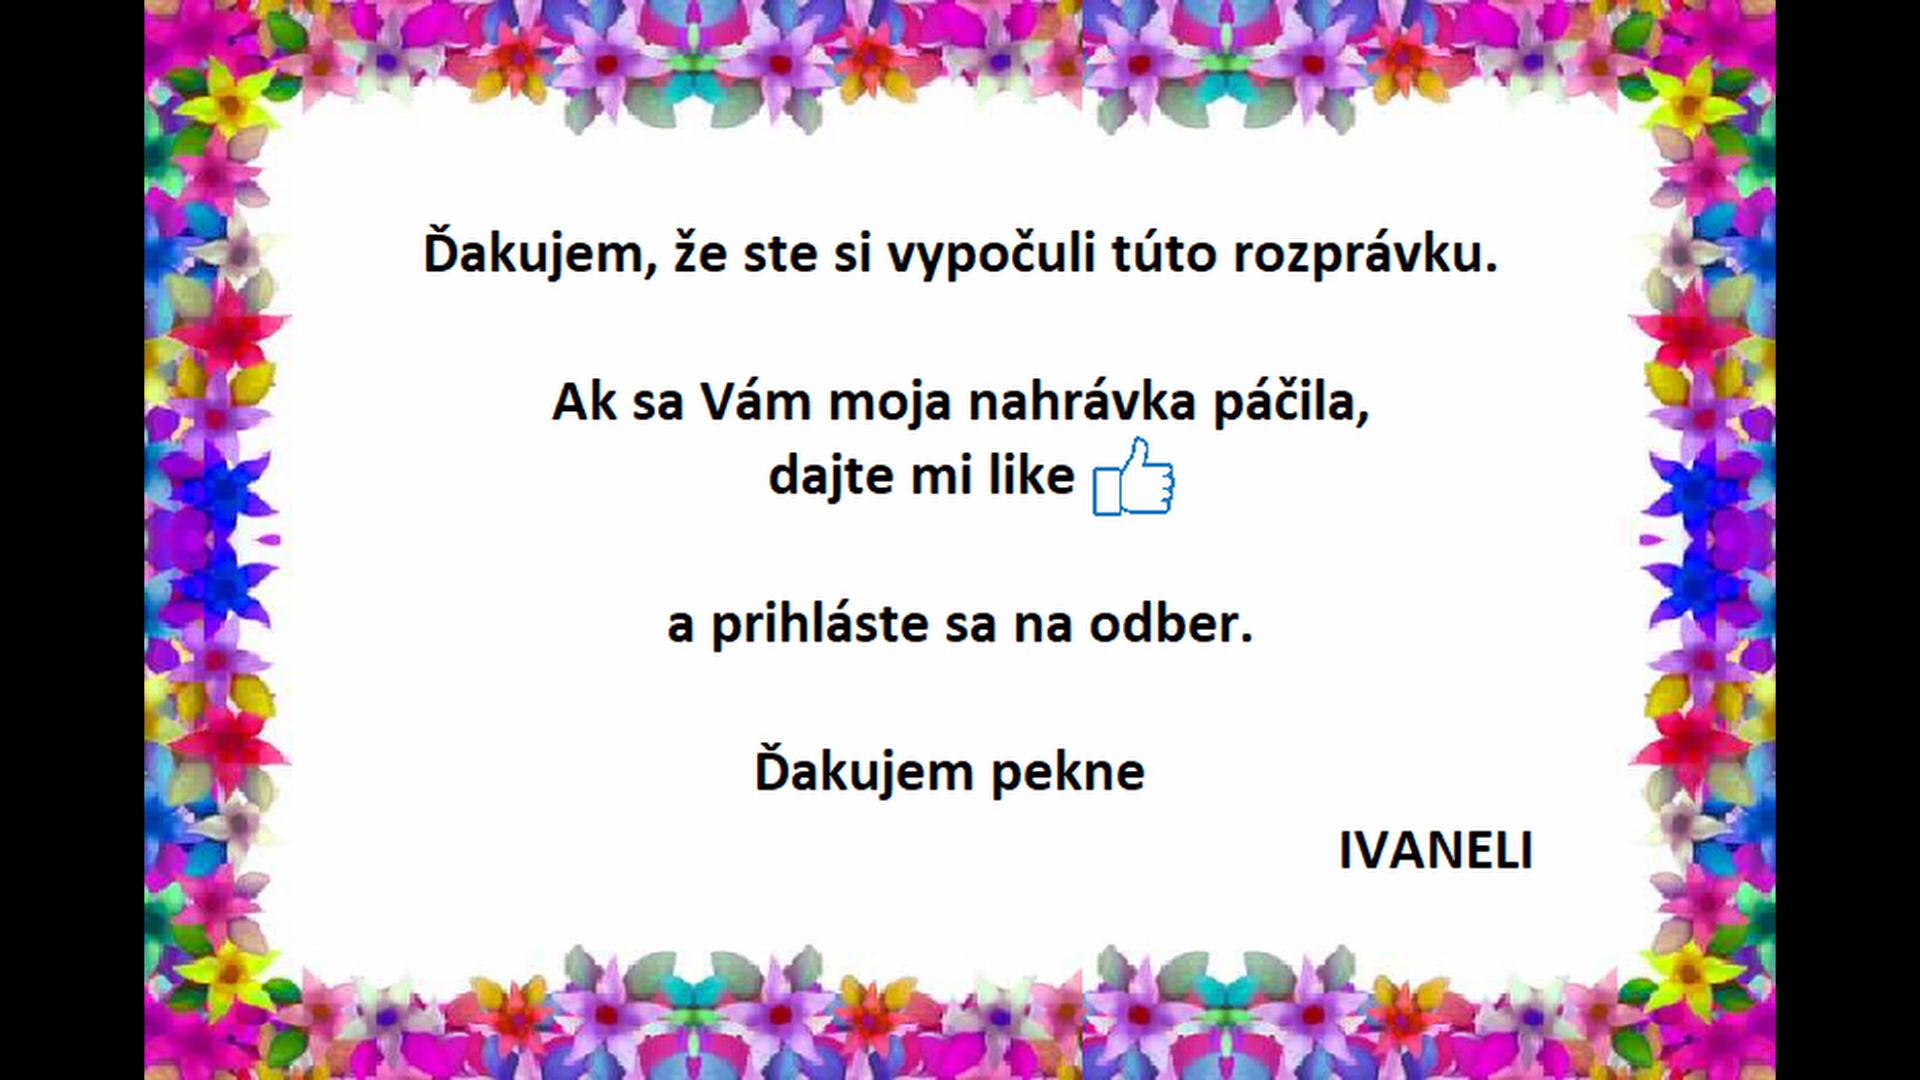 Ďakujem, že ste si vypočuli túto rozprávku.
Ak sa Vám moja nahrávka páčila,
dajte mi like
a prihláste sa na odber.
Ďakujem pekne
IVANELI